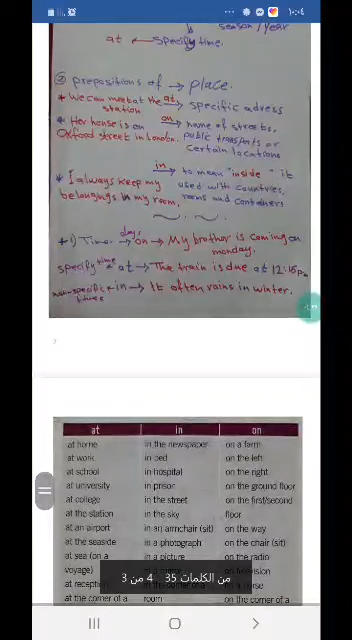 ١٠:٠٤
season / year
at ← specify time.
② prepositions of → place.
* We can meet at the station at → specific adress
* Her house is on Oxfood street in London. on → name of streets, public transports or certain locations
* I always keep my belongings in my room. in → to mean "inside" it used with countries, rooms and containers
* 1) Time → days on → My brother is coming on monday.
specify time ← at → The train is due at 12:15 pm
non-specific times ← in → It often rains in winter.
at in on
at home in the newspaper on a farm
at work in bed on the left
at school in hospital on the right
at university in prison on the ground floor
at college in the street on the first/second
at the station in the sky floor
at an airport in an armchair (sit) on the way
at the seaside in a photograph on the chair (sit)
at sea (on a in a picture on the radio
voyage)
at reception
at the corner of a room on the corner of a
من الكلمات 35 4 من 3